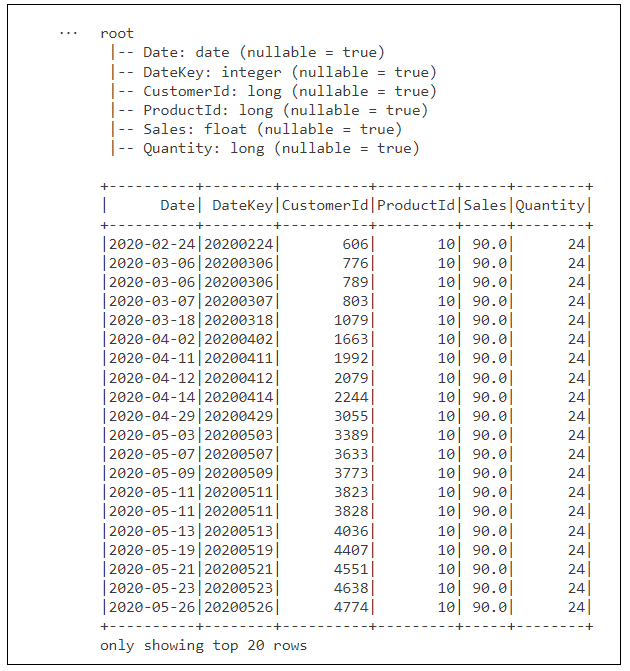 ... root
 |-- Date: date (nullable = true)
 |-- DateKey: integer (nullable = true)
 |-- CustomerId: long (nullable = true)
 |-- ProductId: long (nullable = true)
 |-- Sales: float (nullable = true)
 |-- Quantity: long (nullable = true)
+----------+--------+----------+---------+-----+--------+
|      Date| DateKey|CustomerId|ProductId|Sales|Quantity|
+----------+--------+----------+---------+-----+--------+
|2020-02-24|20200224|       606|       10| 90.0|      24|
|2020-03-06|20200306|       776|       10| 90.0|      24|
|2020-03-06|20200306|       789|       10| 90.0|      24|
|2020-03-07|20200307|       803|       10| 90.0|      24|
|2020-03-18|20200318|      1079|       10| 90.0|      24|
|2020-04-02|20200402|      1663|       10| 90.0|      24|
|2020-04-11|20200411|      1992|       10| 90.0|      24|
|2020-04-12|20200412|      2079|       10| 90.0|      24|
|2020-04-14|20200414|      2244|       10| 90.0|      24|
|2020-04-29|20200429|      3055|       10| 90.0|      24|
|2020-05-03|20200503|      3389|       10| 90.0|      24|
|2020-05-07|20200507|      3633|       10| 90.0|      24|
|2020-05-09|20200509|      3773|       10| 90.0|      24|
|2020-05-11|20200511|      3823|       10| 90.0|      24|
|2020-05-11|20200511|      3828|       10| 90.0|      24|
|2020-05-13|20200513|      4036|       10| 90.0|      24|
|2020-05-19|20200519|      4407|       10| 90.0|      24|
|2020-05-21|20200521|      4551|       10| 90.0|      24|
|2020-05-23|20200523|      4638|       10| 90.0|      24|
|2020-05-26|20200526|      4774|       10| 90.0|      24|
+----------+--------+----------+---------+-----+--------+
only showing top 20 rows